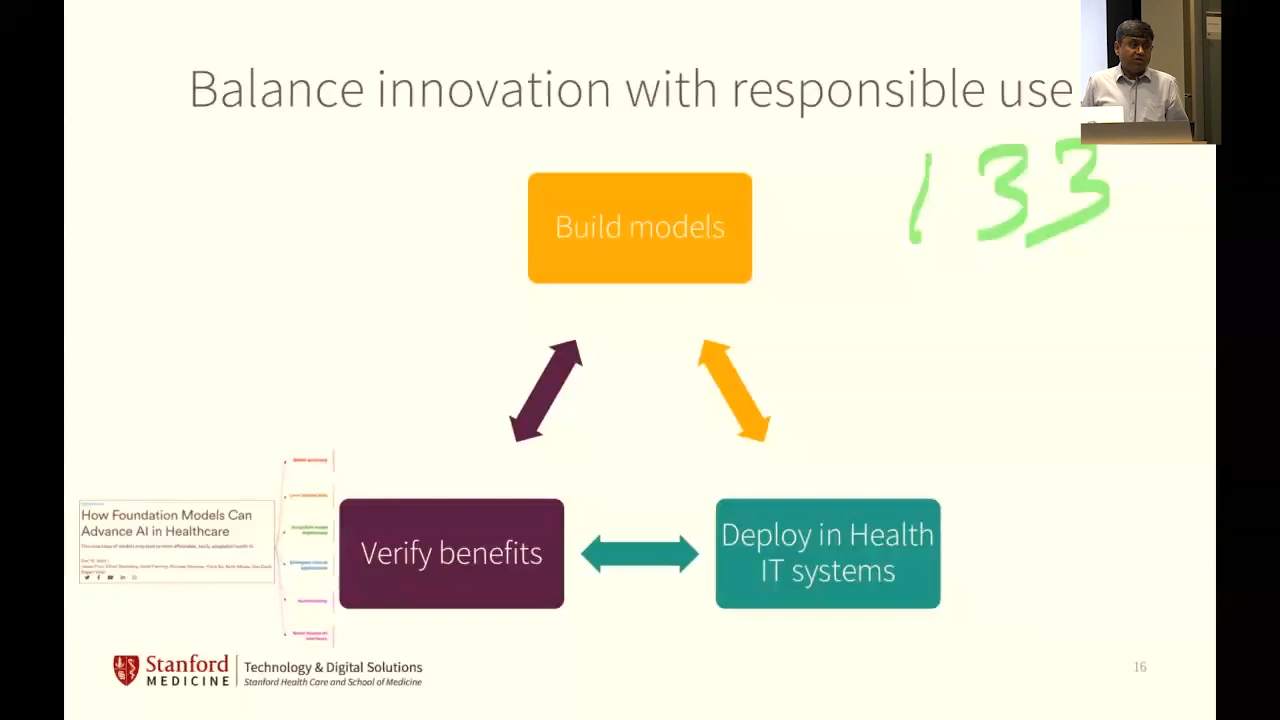 Balance innovation with responsible use
133
Build models
How Foundation Models Can
Advance AI in Healthcare
Verify benefits
Deploy in Health
IT systems
Stanford
MEDICINE
Technology & Digital Solutions
Stanford Health Care and School of Medicine
16